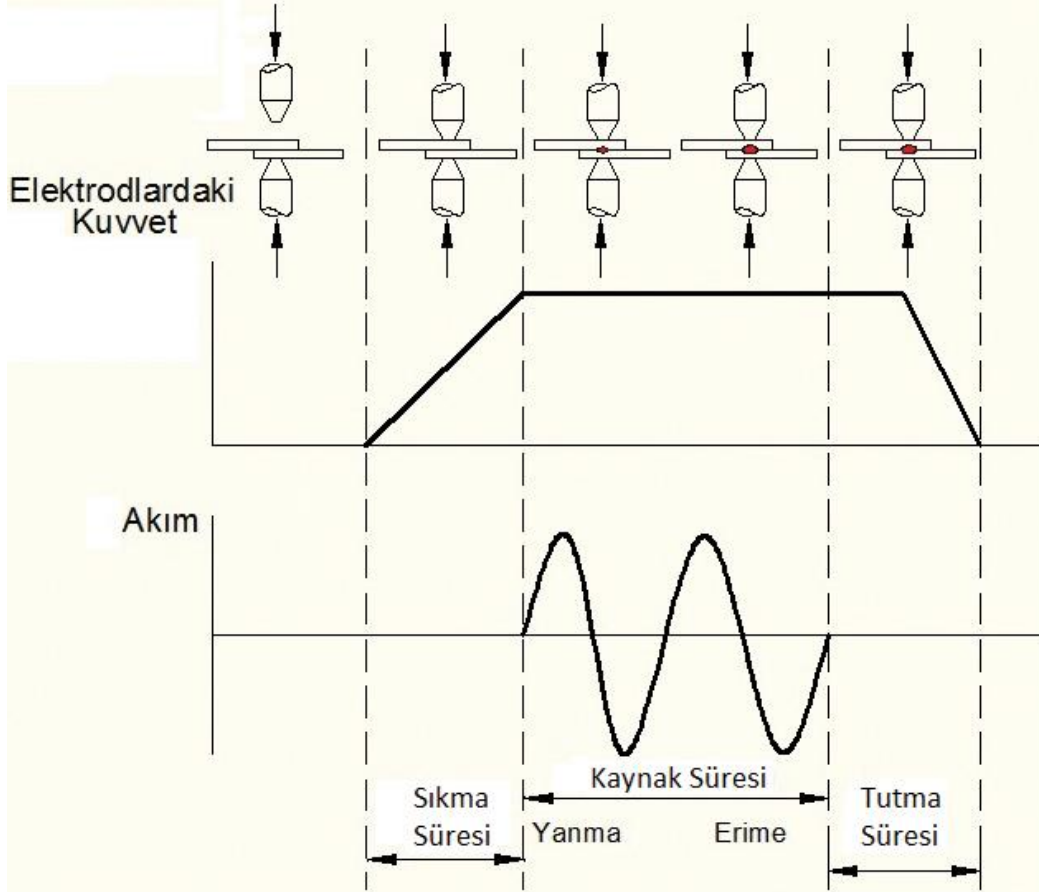 Elektrodlardaki
Kuvvet
Akım
Sıkma
Süresi
Kaynak Süresi
Yanma
Erime
Tutma
Süresi